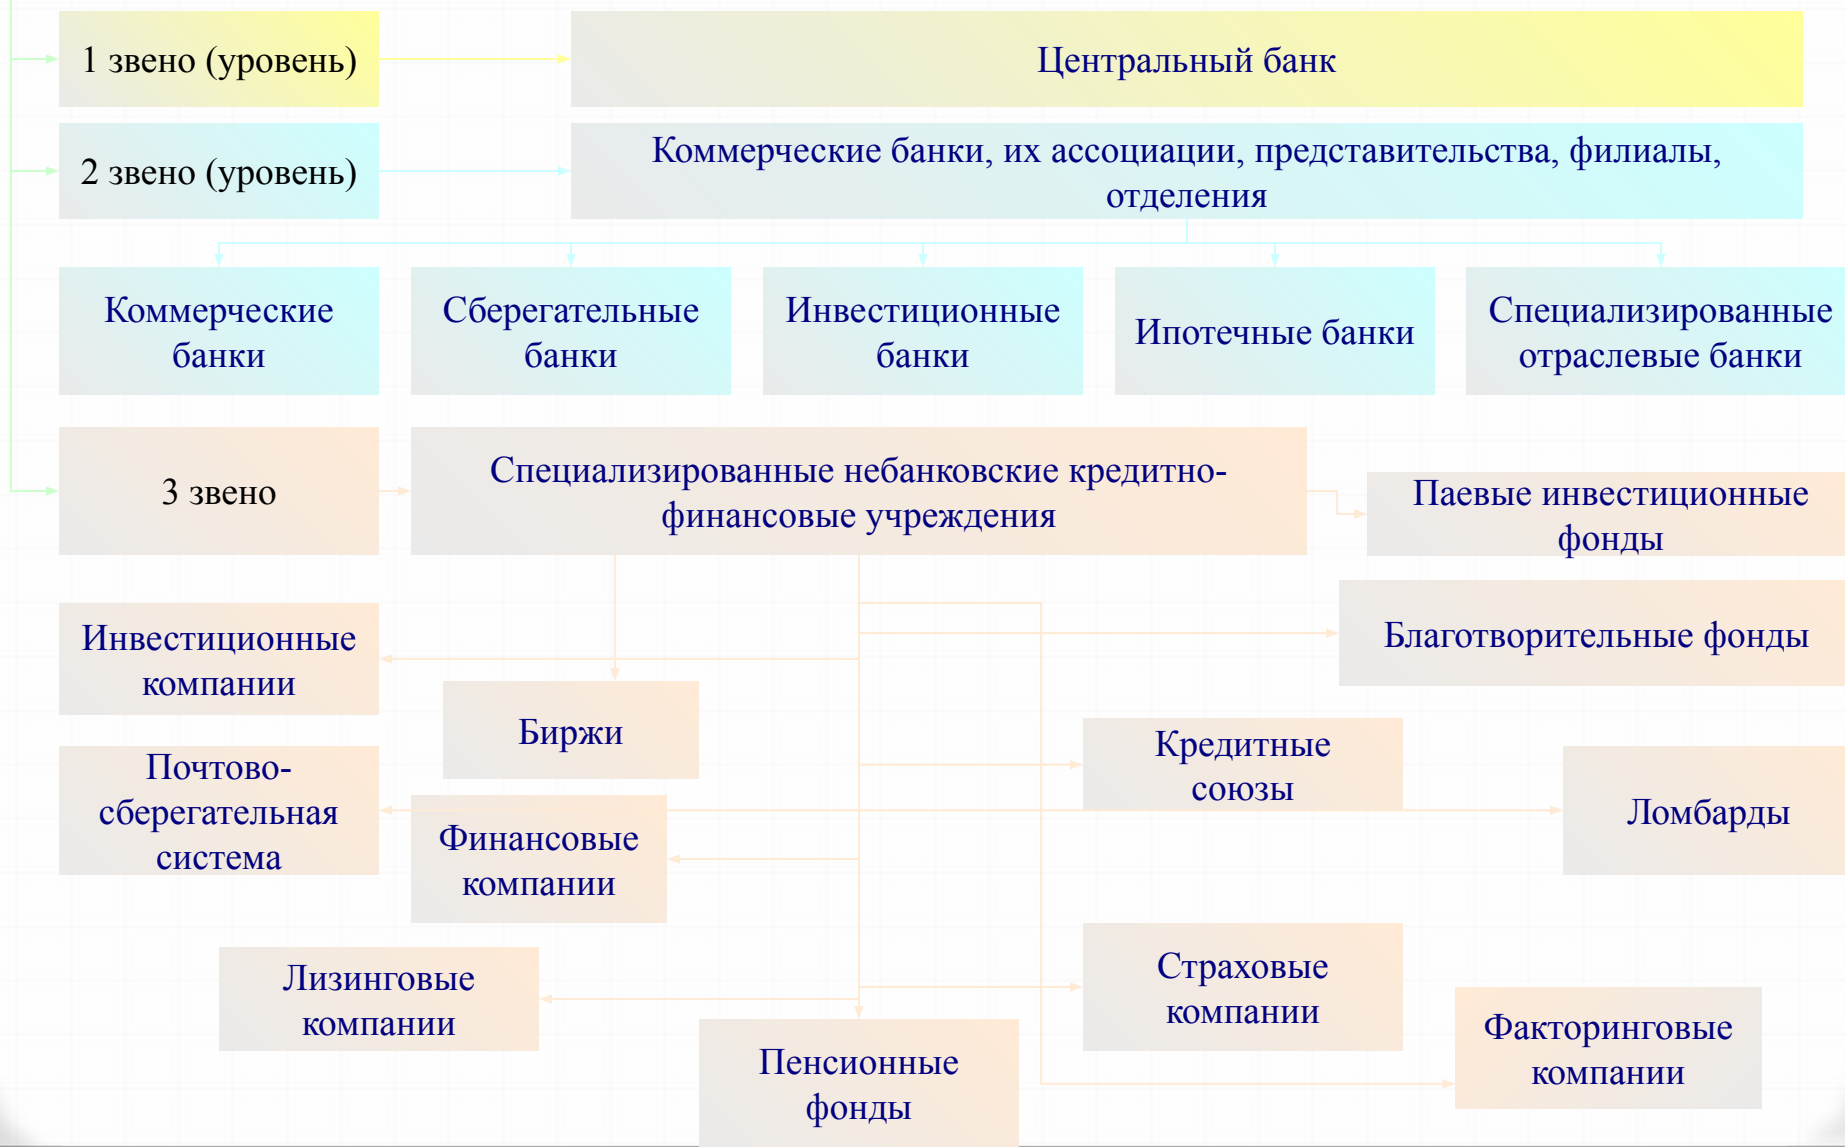 1 звено (уровень)
Центральный банк
2 звено (уровень)
Коммерческие банки, их ассоциации, представительства, филиалы,
отделения
Коммерческие
банки
Сберегательные
банки
Инвестиционные
банки
Ипотечные банки
Специализированные
отраслевые банки
3 звено
Специализированные небанковские кредитно-
финансовые учреждения
Паевые инвестиционные
фонды
Благотворительные фонды
Инвестиционные
компании
Биржи
Кредитные
союзы
Почтово-
сберегательная
система
Ломбарды
Финансовые
компании
Лизинговые
компании
Страховые
компании
Факторинговые
компании
Пенсионные
фонды